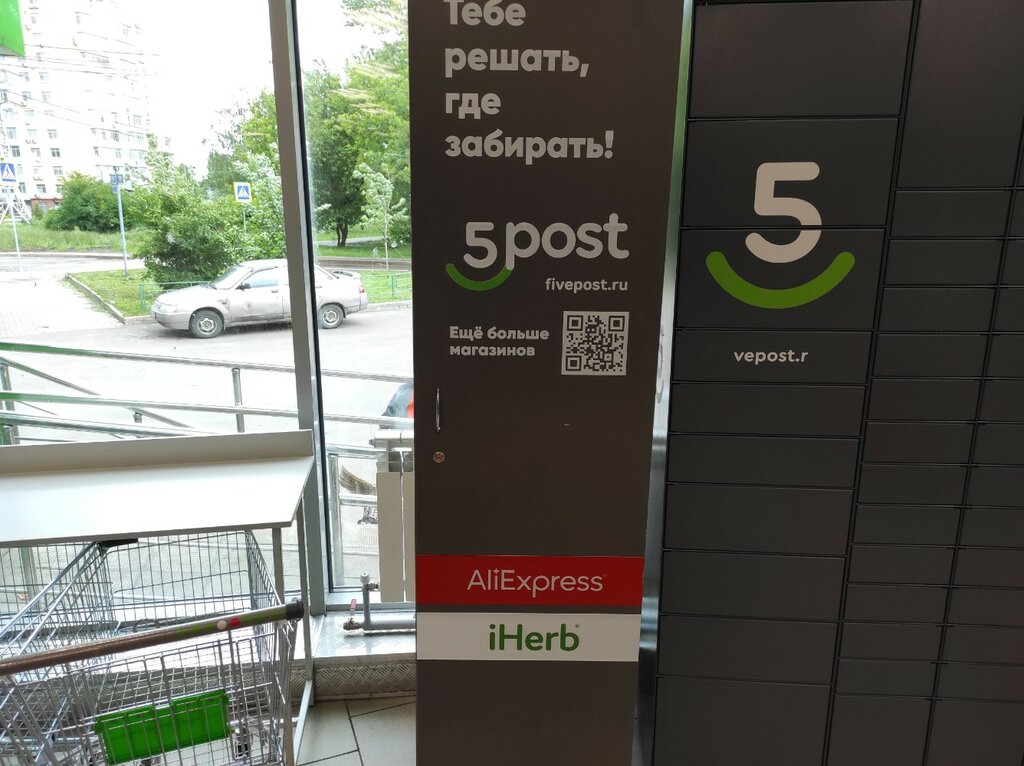 Тебе
решать,
где
забирать!
5post
fivepost.ru
Ещё больше
магазинов
AliExpress
iHerb
5
vepost.r